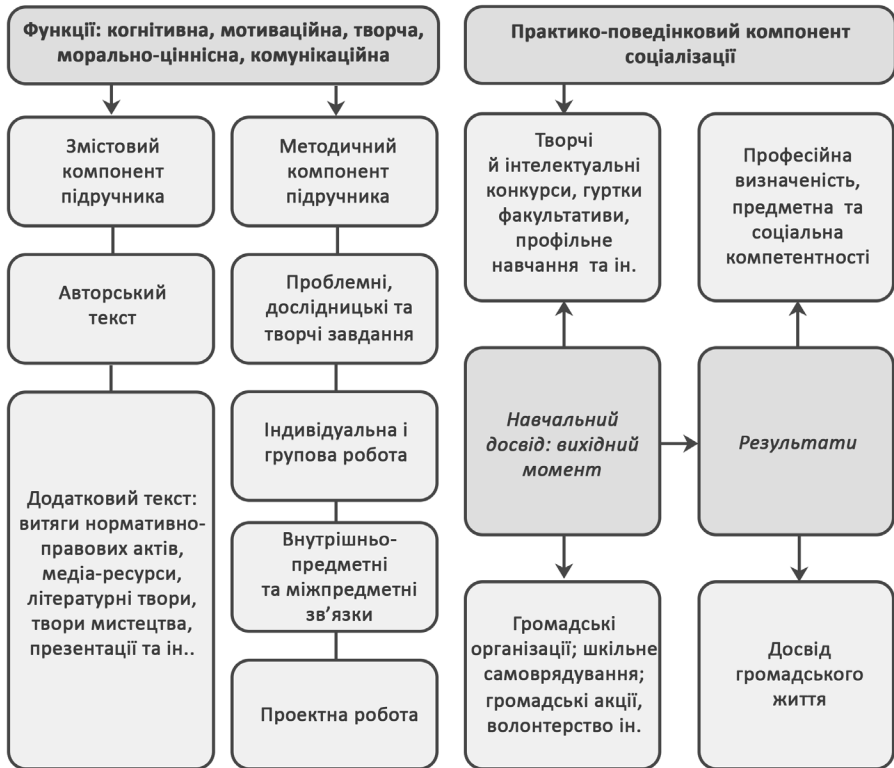 Функції: когнітивна, мотиваційна, творча,
морально-ціннісна, комунікаційна
Змістовий
компонент
підручника
Авторський
текст
Додатковий текст:
витяги нормативно-
правових актів,
медіа-ресурси,
літературні твори,
твори мистецтва,
презентації та ін..
Методичний
компонент
підручника
Проблемні,
дослідницькі та
творчі завдання
Індивідуальна і
групова робота
Внутрішньо-
предметні
та міжпредметні
зв’язки
Проектна робота
Практико-поведінковий компонент
соціалізації
Творчі
й інтелектуальні
конкурси, гуртки
факультативи,
профільне
навчання та ін.
Професійна
визначеність,
предметна та
соціальна
компетентності
Навчальний
досвід: вихідний
момент
Результати
Громадські
організації; шкільне
самоврядування;
громадські акції,
волонтерство ін.
Досвід
громадського
життя